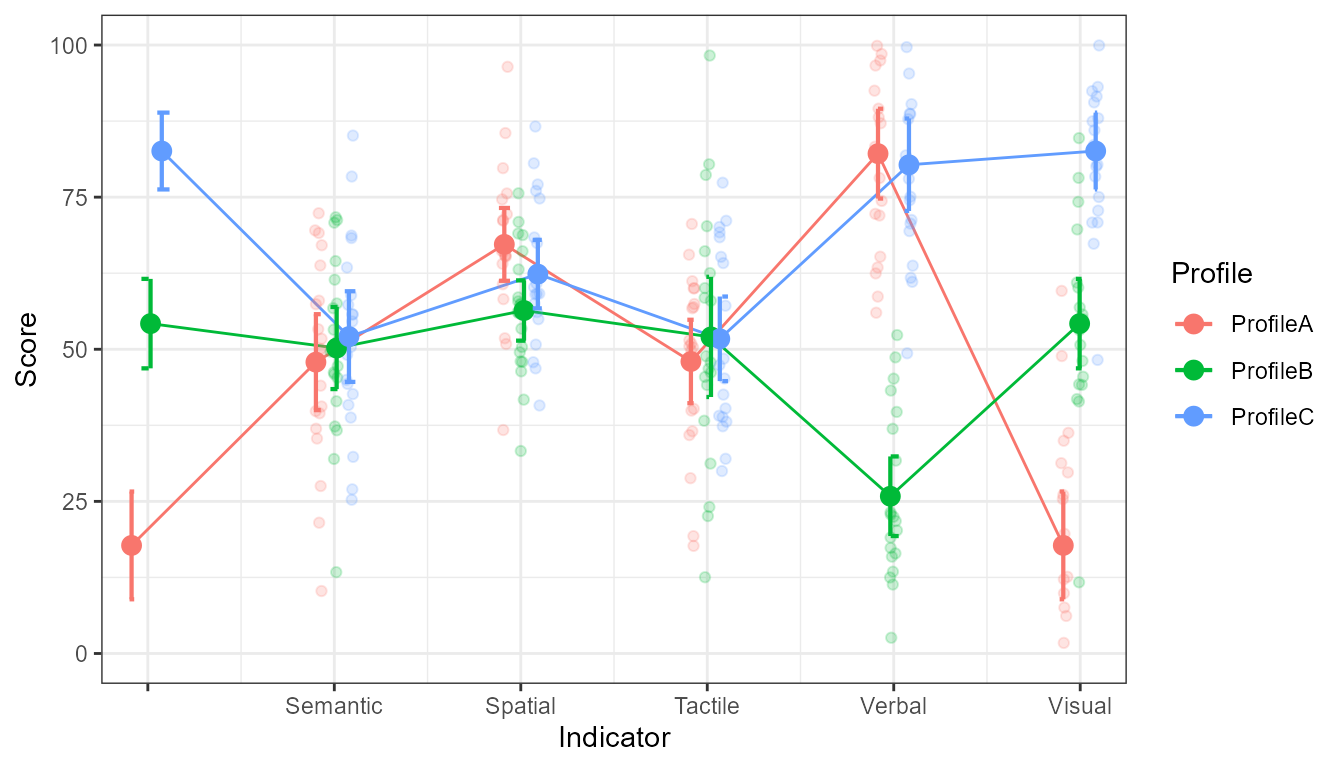 100
75
50
25
0
Score
Semantic Spatial Tactile Verbal Visual
Indicator
Profile
ProfileA
ProfileB
ProfileC